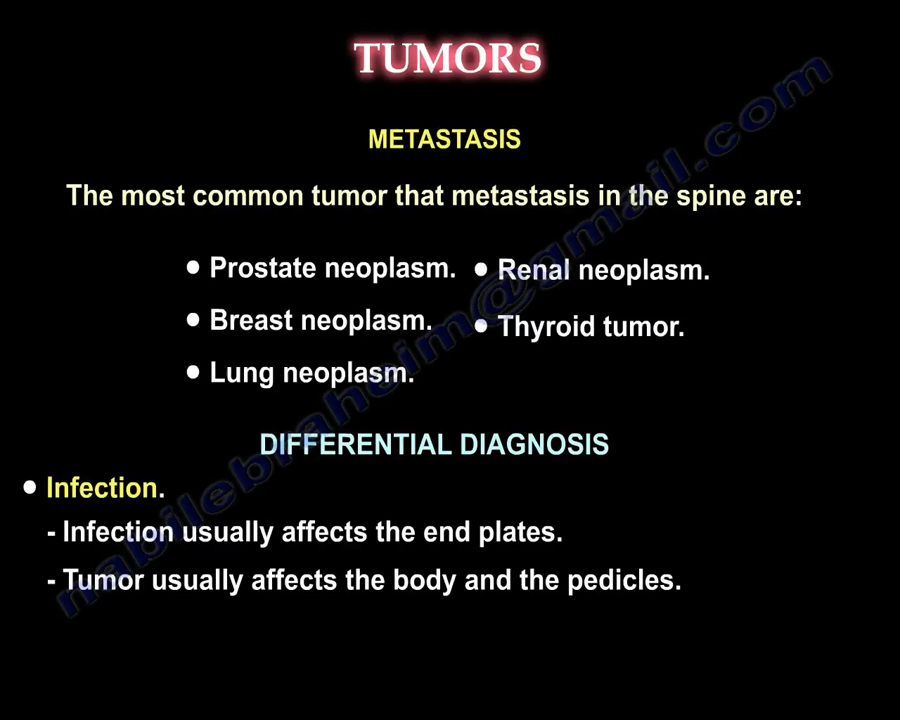 TUMORS
METASTASIS
The most common tumor that metastasis in the spine are:
• Prostate neoplasm.
• Breast neoplasm.
• Lung neoplasm.
• Renal neoplasm.
• Thyroid tumor.
DIFFERENTIAL DIAGNOSIS
• Infection.
- Infection usually affects the end plates.
- Tumor usually affects the body and the pedicles.
nabilebraheim@gmail.com